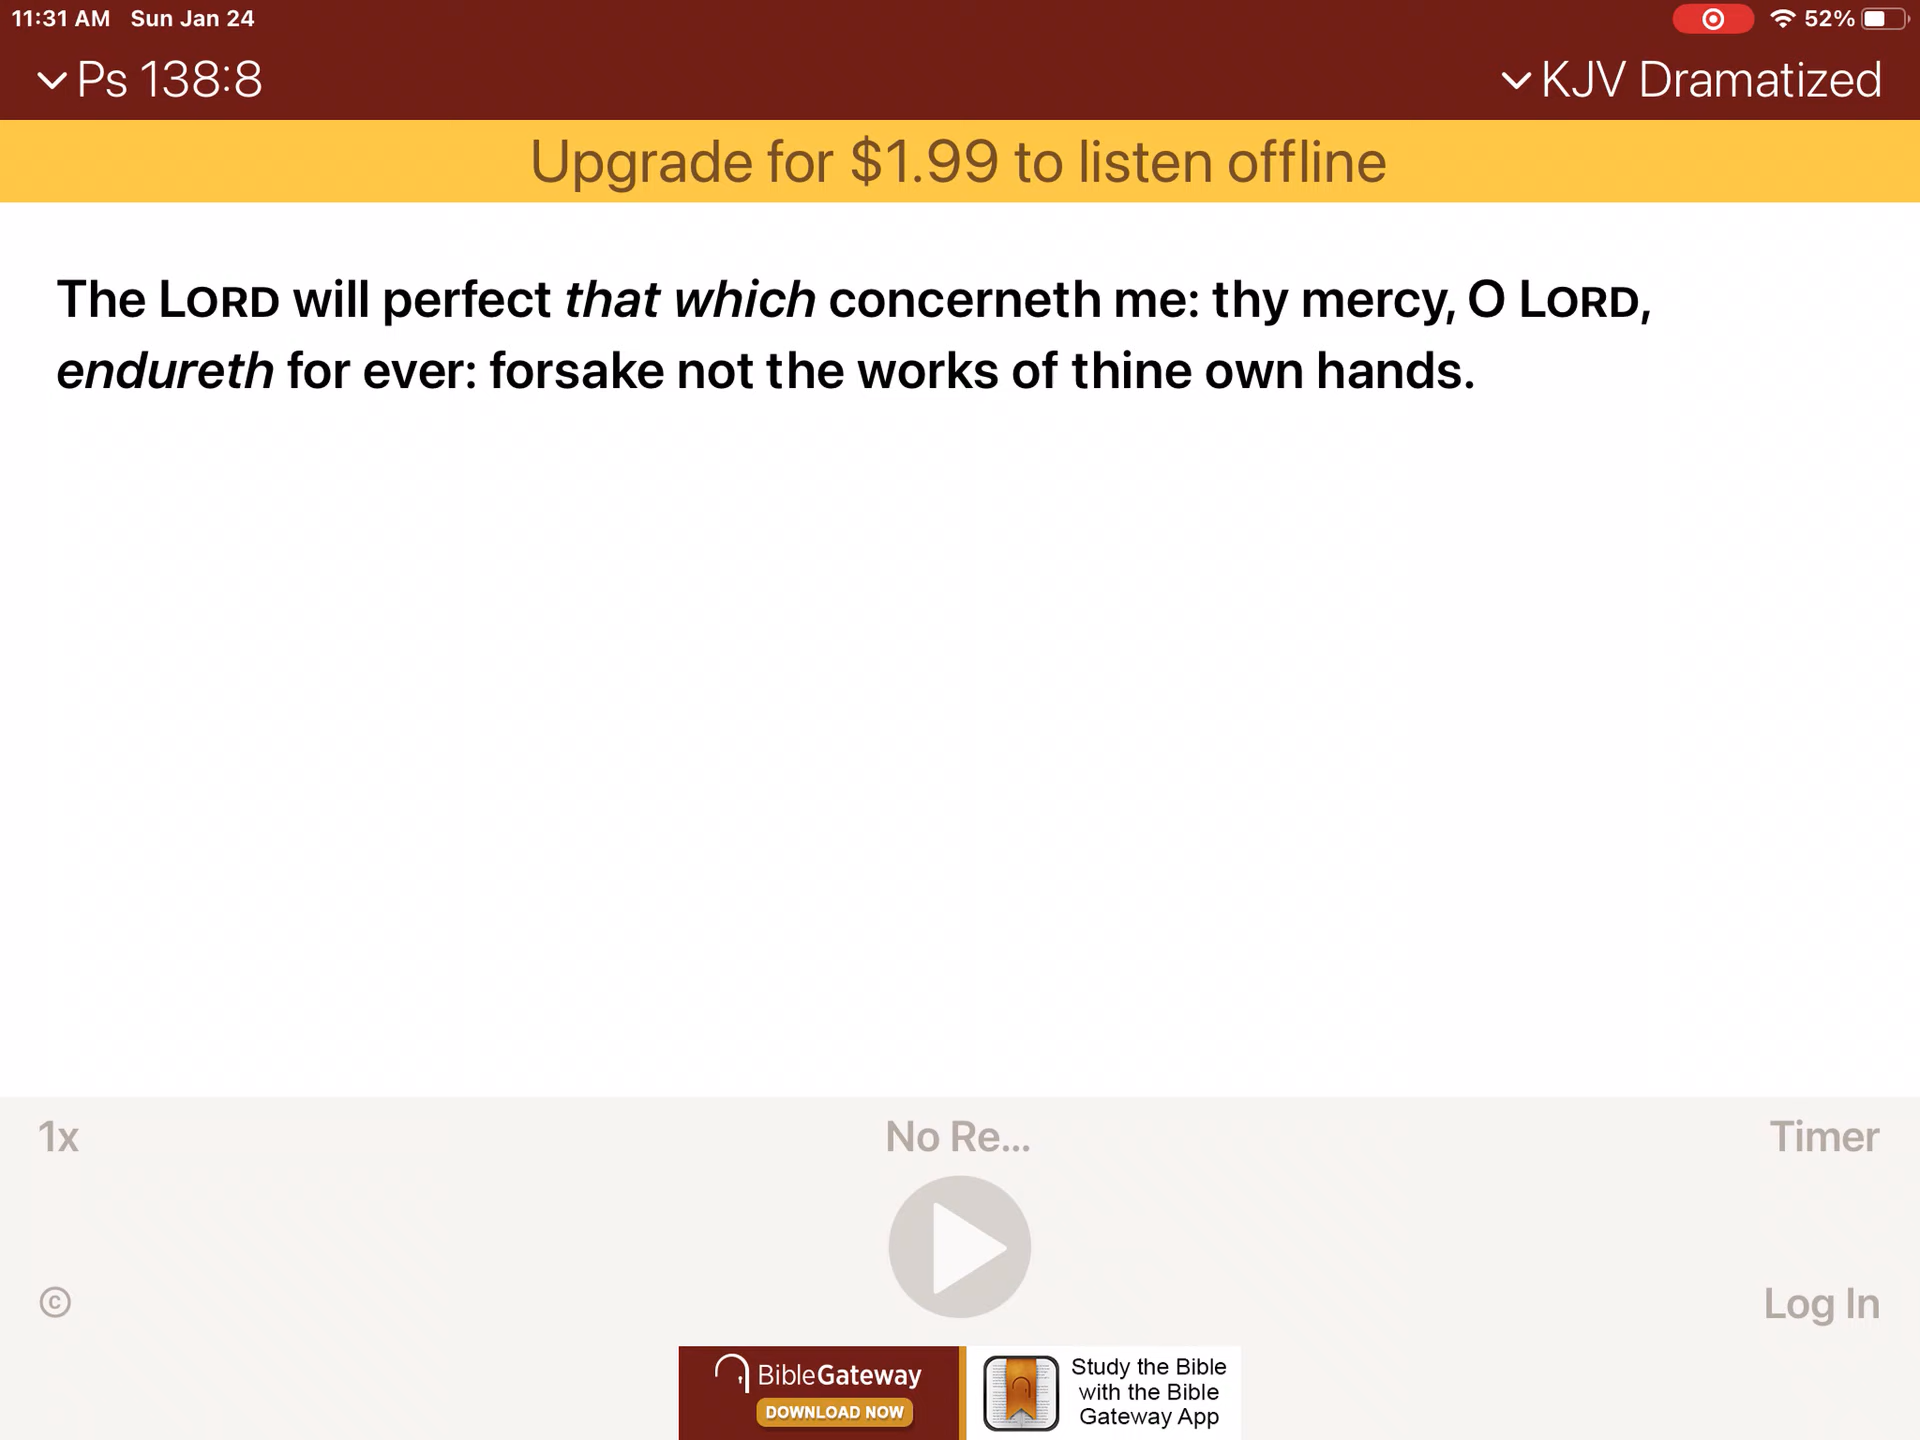 11:31 AM Sun Jan 24 52%
Ps 138:8 KJV Dramatized
Upgrade for $1.99 to listen offline
The LORD will perfect that which concerneth me: thy mercy, O LORD,
endureth for ever: forsake not the works of thine own hands.
1x No Re... Timer
© Log In
BibleGateway
DOWNLOAD NOW
Study the Bible
with the Bible
Gateway App